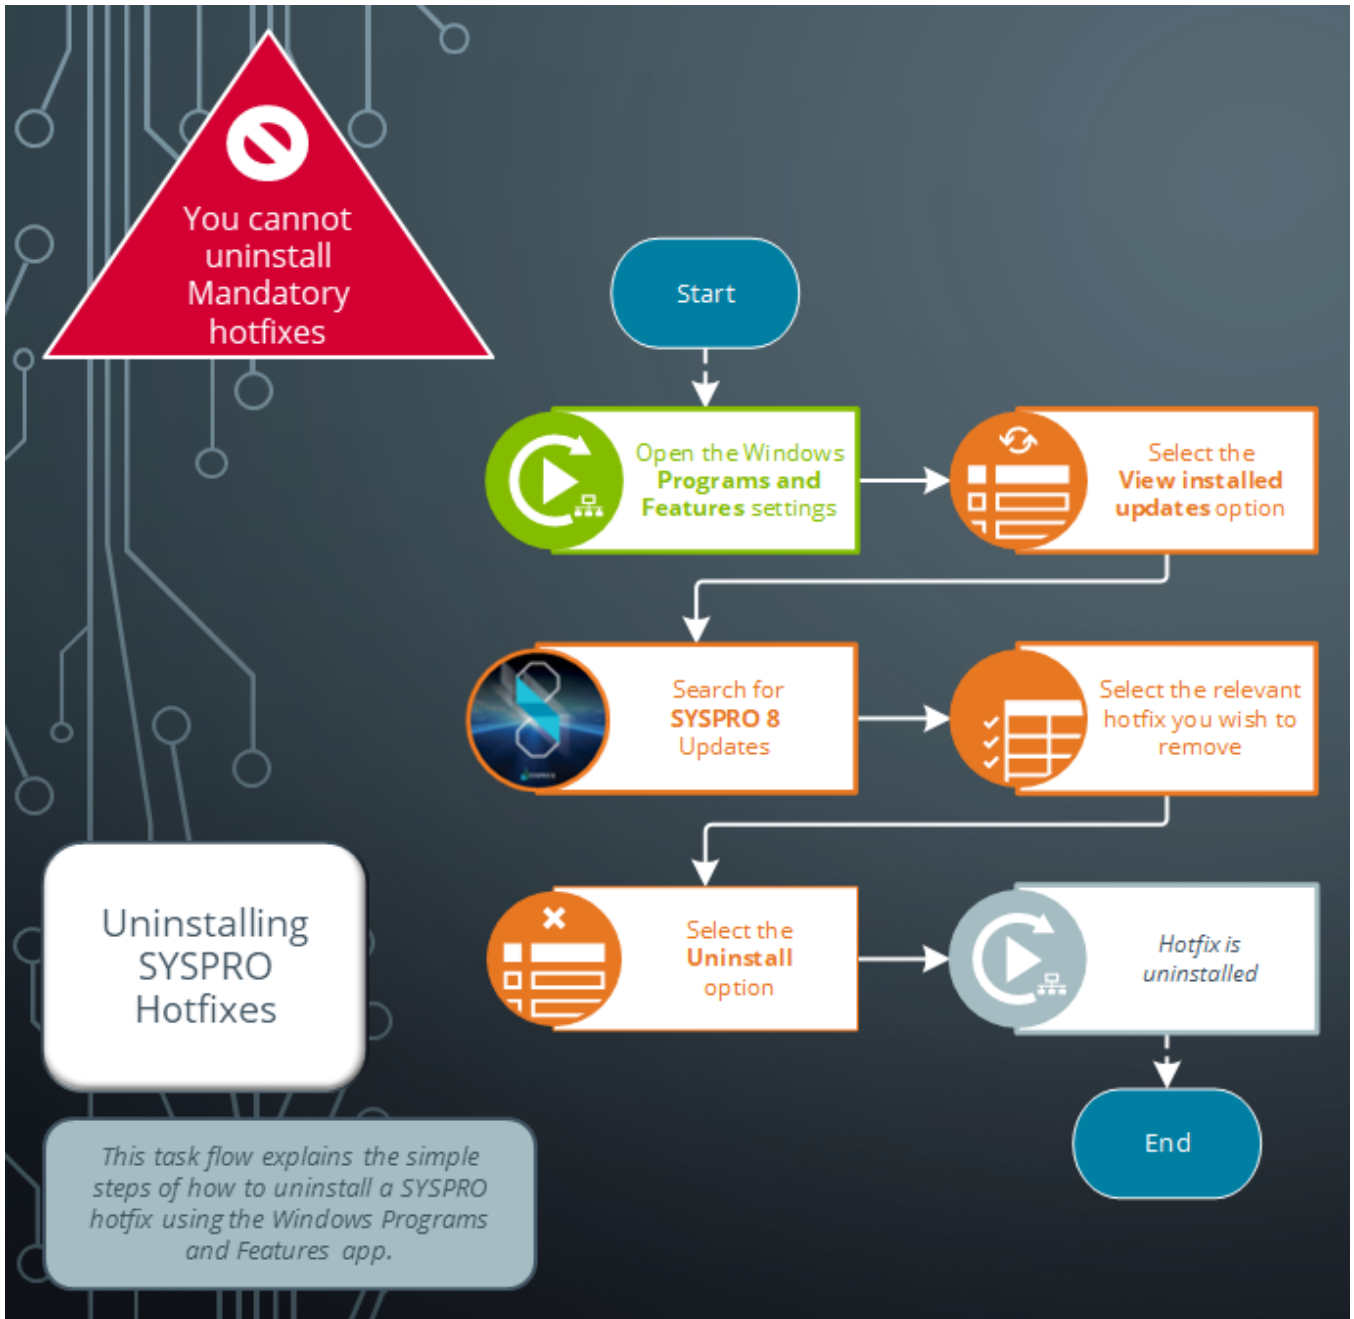 You cannot
uninstall
Mandatory
hotfixes
Start
Open the Windows
Programs and
Features settings
Select the
View installed
updates option
Search for
SYSPRO 8
Updates
Select the relevant
hotfix you wish to
remove
Select the
Uninstall
option
Hotfix is
uninstalled
End
Uninstalling
SYSPRO
Hotfixes
This task flow explains the simple
steps of how to uninstall a SYSPRO
hotfix using the Windows Programs
and Features app.